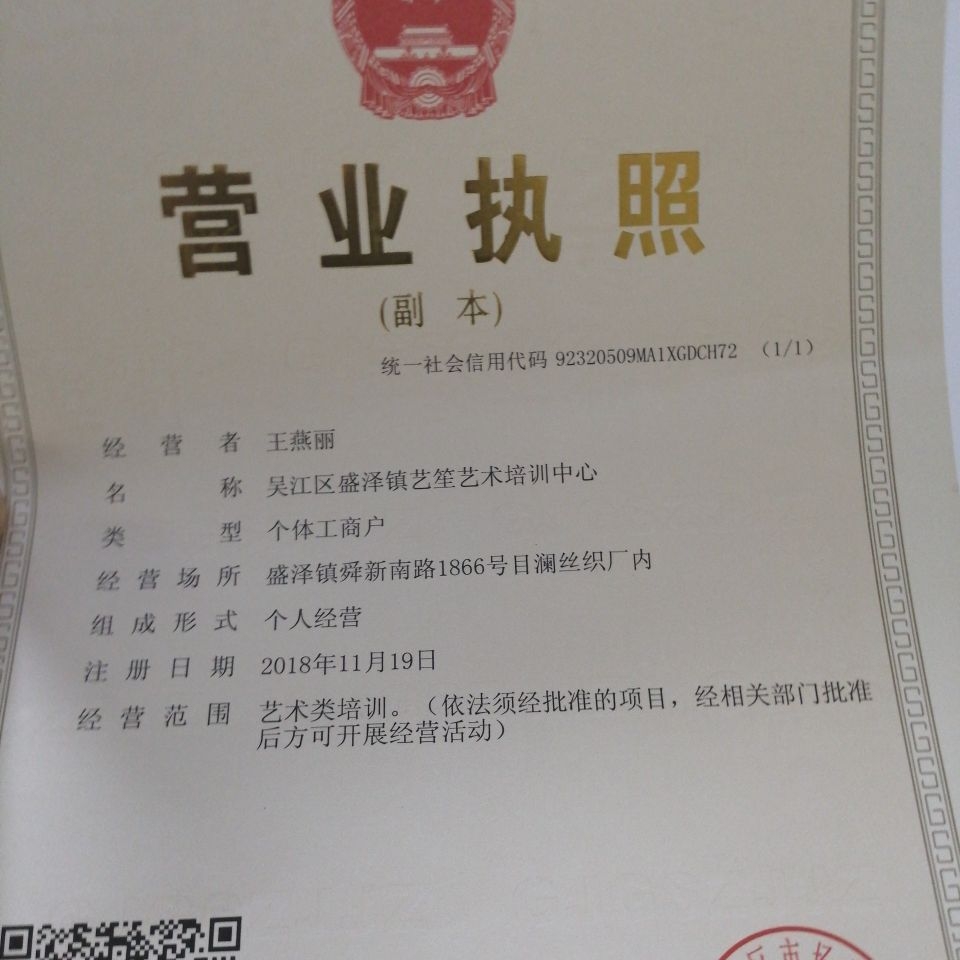 营业执照
(副 本)
统一社会信用代码 92320509MA1XGDCH72 （1/1）
经营者 王燕丽
名称 吴江区盛泽镇艺笙艺术培训中心
类型 个体工商户
经营场所 盛泽镇舜新南路1866号目澜丝织厂内
组成形式 个人经营
注册日期 2018年11月19日
经营范围 艺术类培训。（依法须经批准的项目，经相关部门批准
后方可开展经营活动）